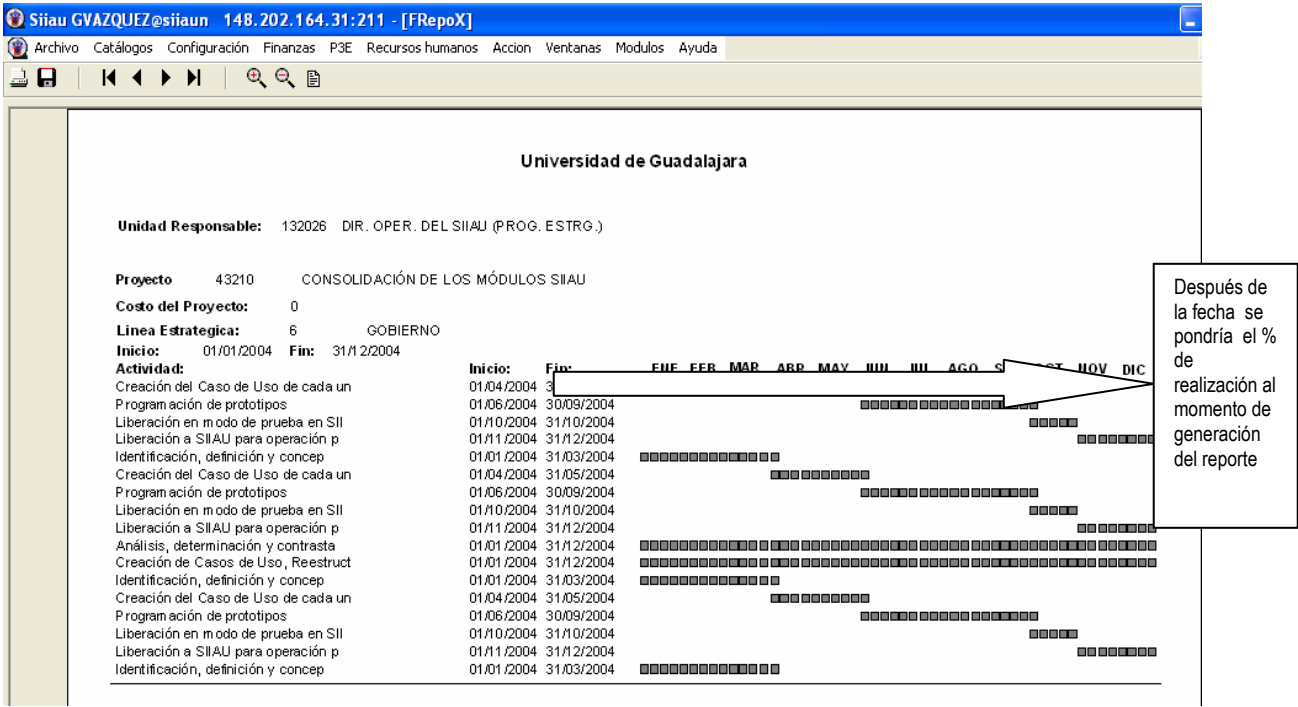 Siiau GVAZQUEZ@siiaun 148.202.164.31:211 - [FRepoX]
Archivo Catálogos Configuración Finanzas P3E Recursos humanos Accion Ventanas Modulos Ayuda
Universidad de Guadalajara
Unidad Responsable: 132026 DIR. OPER. DEL SIIAU (PROG. ESTRG.)
Proyecto 43210 CONSOLIDACIÓN DE LOS MÓDULOS SIIAU
Costo del Proyecto: 0
Linea Estrategica: 6 GOBIERNO
Inicio: 01/01/2004 Fin: 31/12/2004
Actividad: Inicio: Fin: ENE FEB MAR ABR MAY JUN JUL AGO NOV DIC
Creación del Caso de Uso de cada un 01/04/2004
Programación de prototipos 01/06/2004 30/09/2004
Liberación en modo de prueba en SII 01/10/2004 31/10/2004
Liberación a SIIAU para operación p 01/11/2004 31/12/2004
Identificación, definición y concep 01/01/2004 31/03/2004
Creación del Caso de Uso de cada un 01/04/2004 31/05/2004
Programación de prototipos 01/06/2004 30/09/2004
Liberación en modo de prueba en SII 01/10/2004 31/10/2004
Liberación a SIIAU para operación p 01/11/2004 31/12/2004
Análisis, determinación y contrasta 01/01/2004 31/12/2004
Creación de Casos de Uso, Reestruct 01/01/2004 31/12/2004
Identificación, definición y concep 01/01/2004 31/03/2004
Creación del Caso de Uso de cada un 01/04/2004 31/05/2004
Programación de prototipos 01/06/2004 30/09/2004
Liberación en modo de prueba en SII 01/10/2004 31/10/2004
Liberación a SIIAU para operación p 01/11/2004 31/12/2004
Identificación, definición y concep 01/01/2004 31/03/2004
Después de
la fecha se
pondría el %
de
realización al
momento de
generación
del reporte